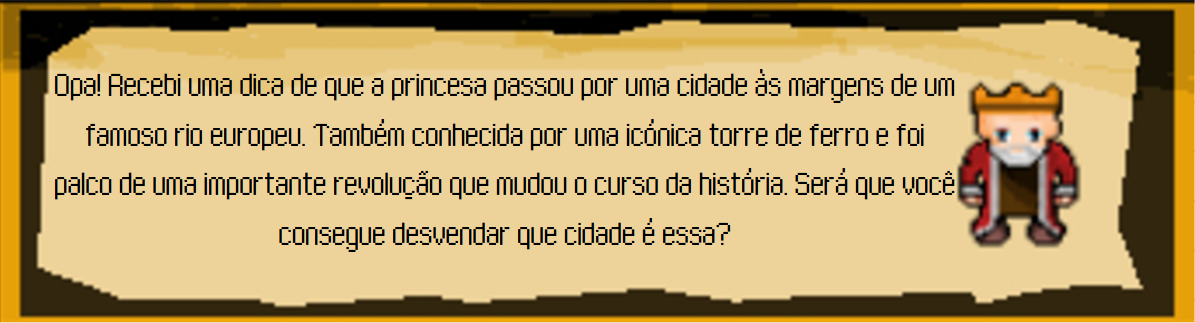 Opa! Recebi uma dica de que a princesa passou por uma cidade às margens de um
famoso rio europeu. Também conhecida por uma icónica torre de ferro e foi
palco de uma importante revolução que mudou o curso da história. Será que você
consegue desvendar que cidade é essa?